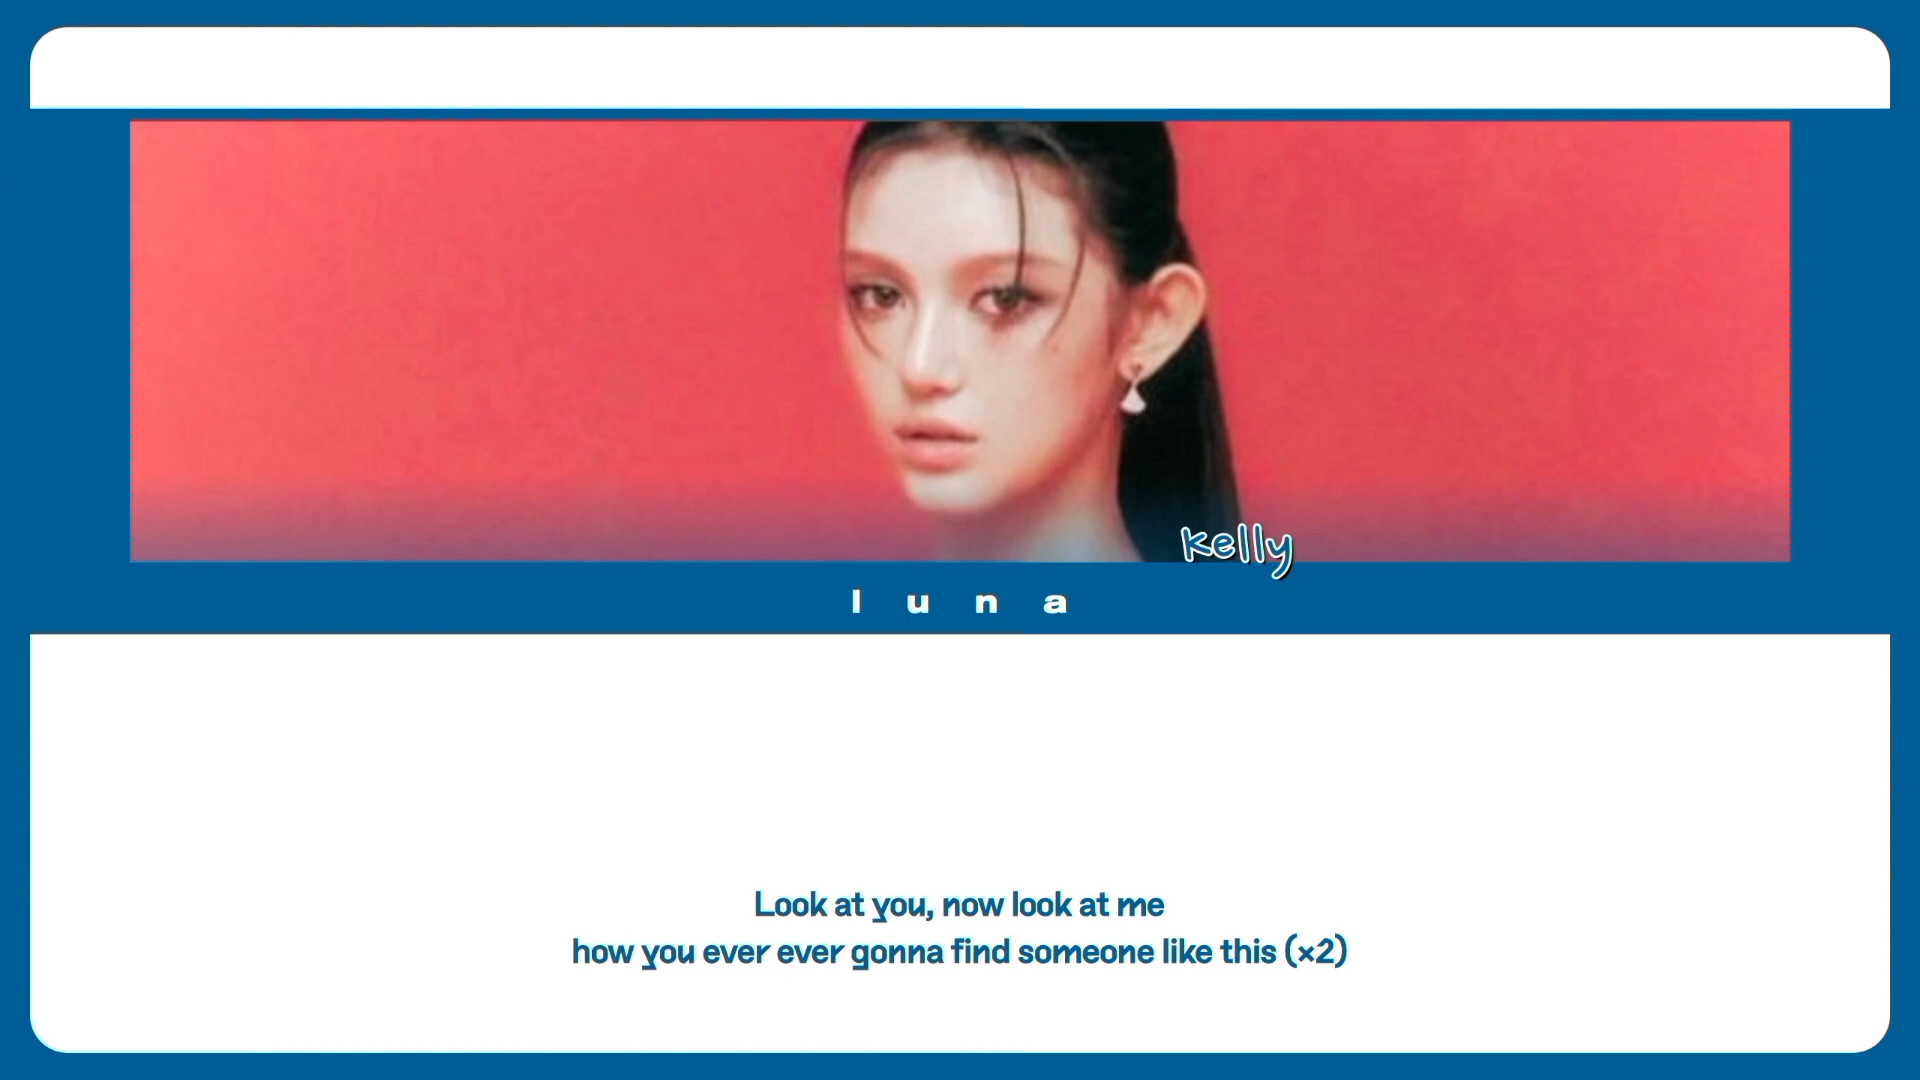 kelly
l u n a
Look at you, now look at me
how you ever ever gonna find someone like this (×2)